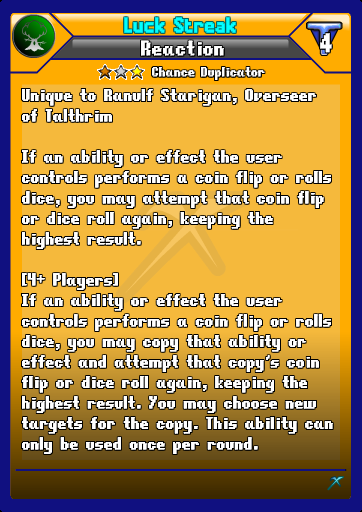 Luck Streak
Reaction
4
Chance Duplicator
Unique to Ranulf Starigan, Overseer
of Talthrim
If an ability or effect the user
controls performs a coin flip or rolls
dice, you may attempt that coin flip
or dice roll again, keeping the
highest result.
[4+ Players]
If an ability or effect the user
controls performs a coin flip or rolls
dice, you may copy that ability or
effect and attempt that copy's coin
flip or dice roll again, keeping the
highest result. You may choose new
targets for the copy. This ability can
only be used once per round.